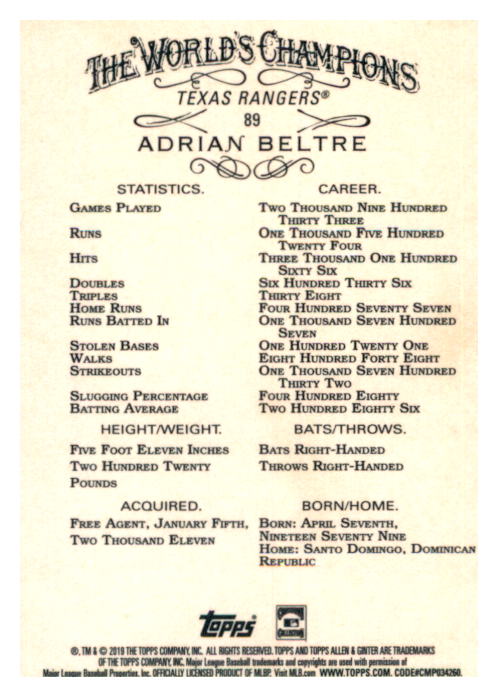 THE WORLD'S CHAMPIONS
TEXAS RANGERS®
89
ADRIAN BELTRE
STATISTICS. CAREER.
GAMES PLAYED TWO THOUSAND NINE HUNDRED
THIRTY THREE
RUNS ONE THOUSAND FIVE HUNDRED
TWENTY FOUR
HITS THREE THOUSAND ONE HUNDRED
SIXTY SIX
DOUBLES SIX HUNDRED THIRTY SIX
TRIPLES THIRTY EIGHT
HOME RUNS FOUR HUNDRED SEVENTY SEVEN
RUNS BATTED IN ONE THOUSAND SEVEN HUNDRED
SEVEN
STOLEN BASES ONE HUNDRED TWENTY ONE
WALKS EIGHT HUNDRED FORTY EIGHT
STRIKEOUTS ONE THOUSAND SEVEN HUNDRED
THIRTY TWO
SLUGGING PERCENTAGE FOUR HUNDRED EIGHTY
BATTING AVERAGE TWO HUNDRED EIGHTY SIX
HEIGHT/WEIGHT. BATS/THROWS.
FIVE FOOT ELEVEN INCHES BATS RIGHT-HANDED
TWO HUNDRED TWENTY THROWS RIGHT-HANDED
POUNDS
ACQUIRED. BORN/HOME.
FREE AGENT, JANUARY FIFTH, BORN: APRIL SEVENTH,
TWO THOUSAND ELEVEN NINETEEN SEVENTY NINE
HOME: SANTO DOMINGO, DOMINICAN
REPUBLIC
Topps
®, TM & © 2019 THE TOPPS COMPANY, INC. ALL RIGHTS RESERVED. TOPPS AND TOPPS ALLEN & GINTER ARE TRADEMARKS
OF THE TOPPS COMPANY, INC. Major League Baseball trademarks and copyrights are used with permission of
Major League Baseball Properties, Inc. OFFICIALLY LICENSED PRODUCT OF MLBP. Visit MLB.com WWW.TOPPS.COM. CODE#CMP034260.